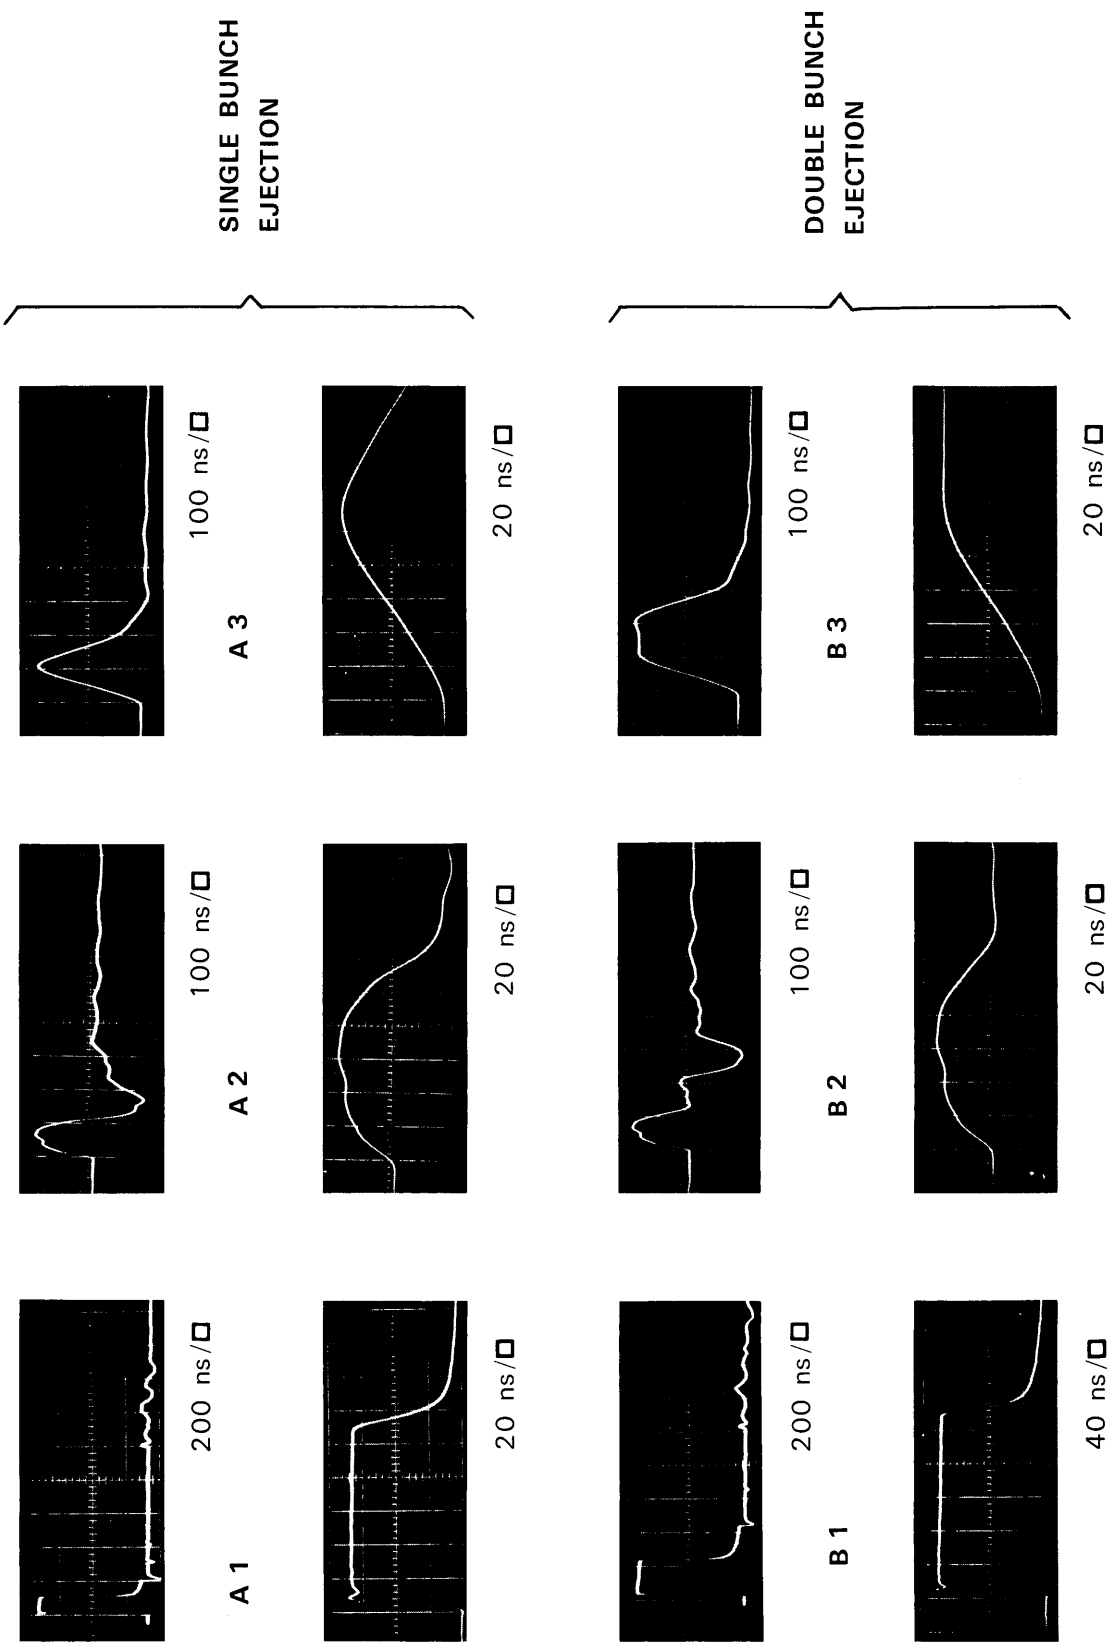 SINGLE BUNCH
EJECTION
100 ns/□
A 3
20 ns/□
100 ns/□
A 2
20 ns/□
200 ns/□
A 1
20 ns/□
DOUBLE BUNCH
EJECTION
100 ns/□
B 3
20 ns/□
100 ns/□
B 2
20 ns/□
200 ns/□
B 1
40 ns/□